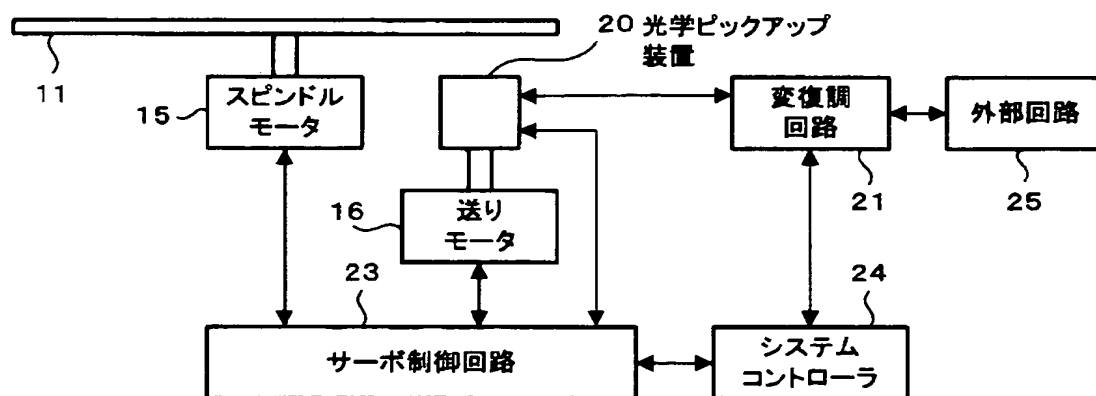 20 光学ピックアップ
装置
11
15
スピンドル
モータ
変復調
回路
外部回路
21
25
16
送り
モータ
23
24
サーボ制御回路
システム
コントローラ